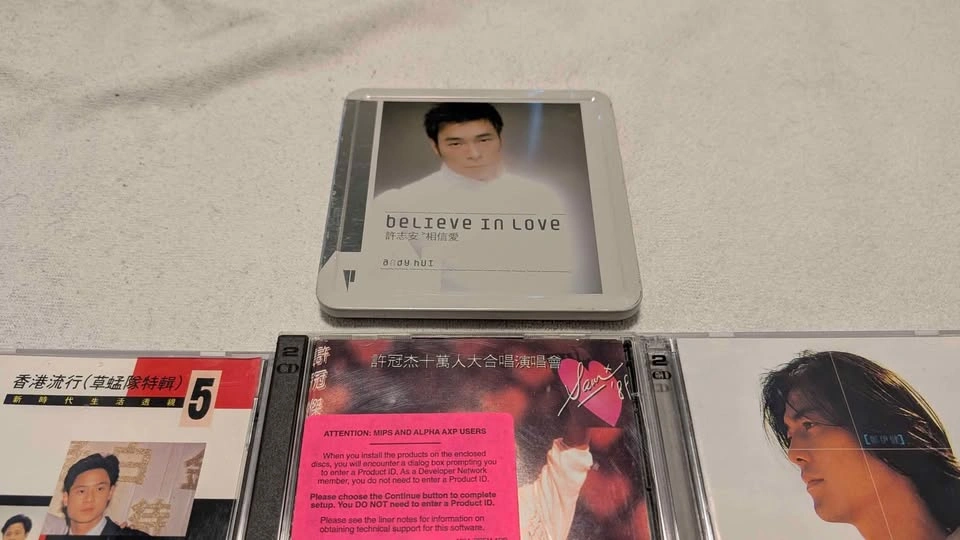 beLIeve In Love
許志安"相信愛
andy hUI
香港流行(草蜢隊特輯)
新時代生活透視
5
2
CD
許冠傑
許冠杰十萬人大合唱演唱會
Sam
ATTENTION: MIPS AND ALPHA AXP USERS
When you install the products on the enclosed
discs, you will encounter a dialog box prompting you
to enter a Product ID. As a Developer Network
member, you do not need to enter a Product ID.
Please choose the Continue button to complete
setup. You DO NOT need to enter a Product ID.
Please see the liner notes for information on
obtaining technical support for this software.
2
CD
[鄭伊健]